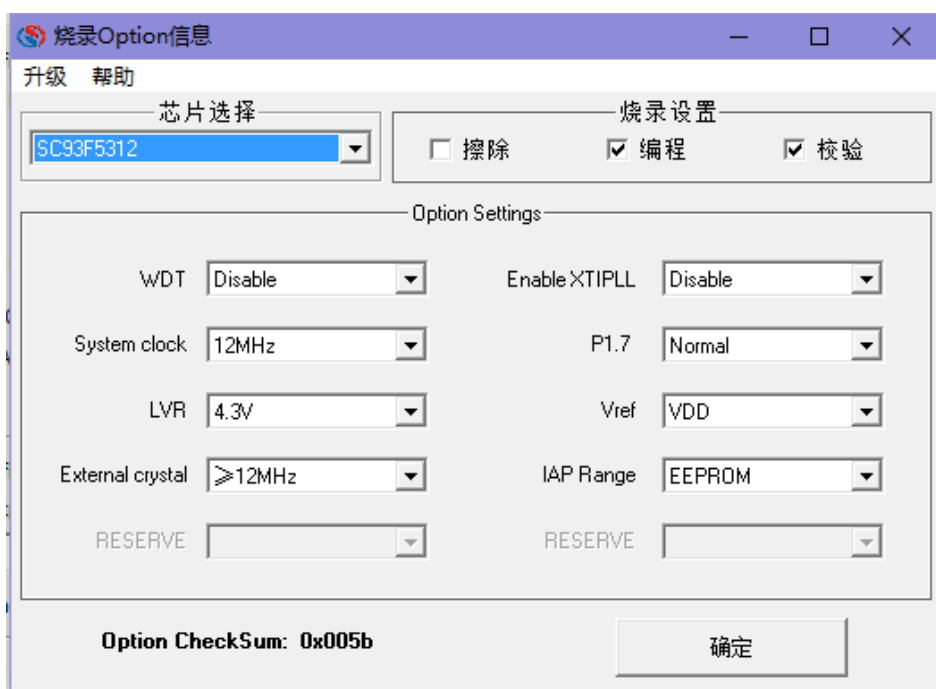 烧录Option信息
升级 帮助
芯片选择
SC93F5312
烧录设置
擦除 编程 校验
Option Settings
WDT Disable Enable XTIPLL Disable
System clock 12MHz P1.7 Normal
LVR 4.3V Vref VDD
External crystal ≥12MHz IAP Range EEPROM
RESERVE RESERVE
Option CheckSum: 0x005b 确定